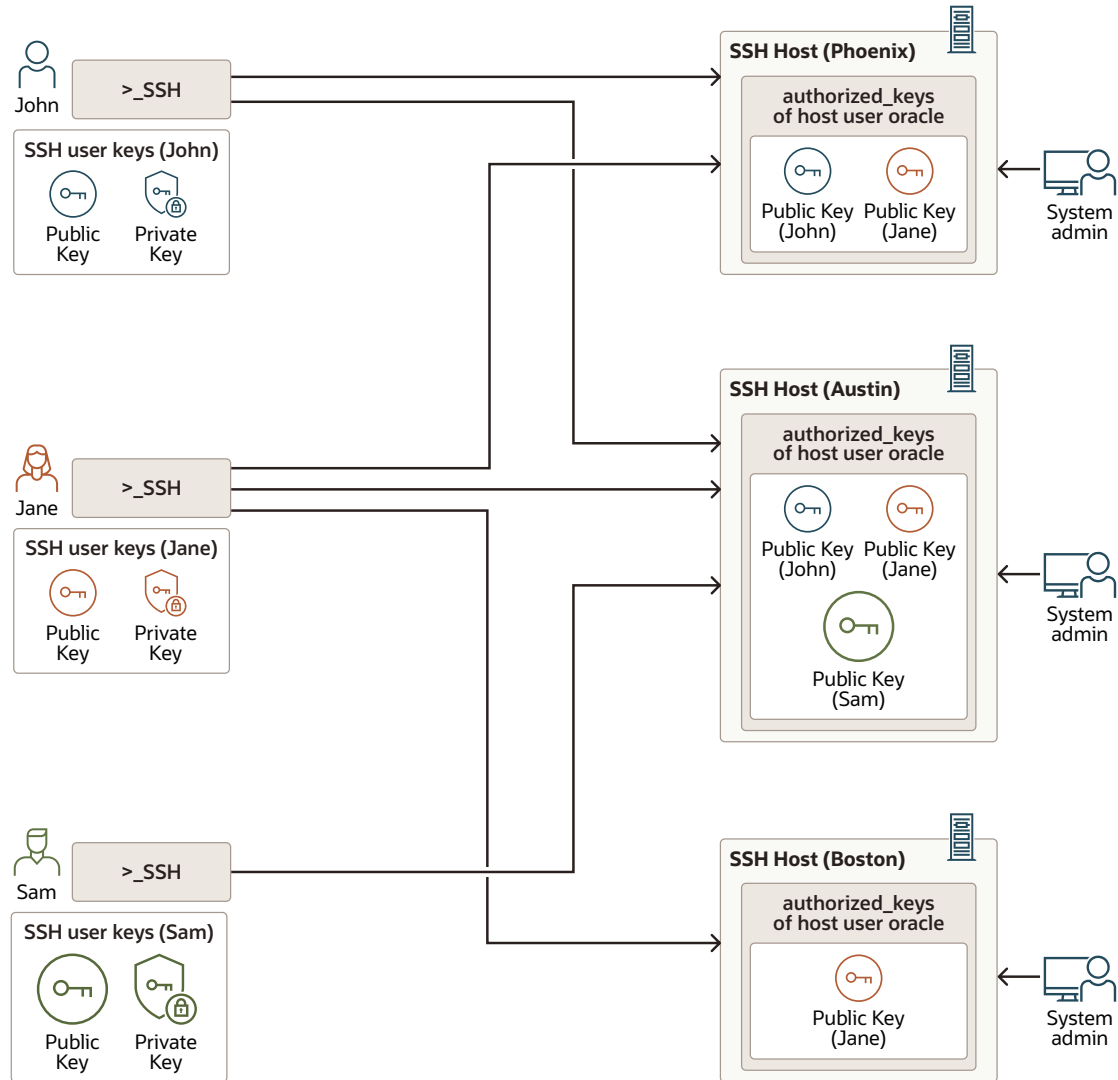 John
>_SSH
SSH user keys (John)
Public
Key
Private
Key
SSH Host (Phoenix)
authorized_keys
of host user oracle
Public Key
(John)
Public Key
(Jane)
System
admin
Jane
>_SSH
SSH user keys (Jane)
Public
Key
Private
Key
SSH Host (Austin)
authorized_keys
of host user oracle
Public Key
(John)
Public Key
(Jane)
Public Key
(Sam)
System
admin
Sam
>_SSH
SSH user keys (Sam)
Public
Key
Private
Key
SSH Host (Boston)
authorized_keys
of host user oracle
Public Key
(Jane)
System
admin